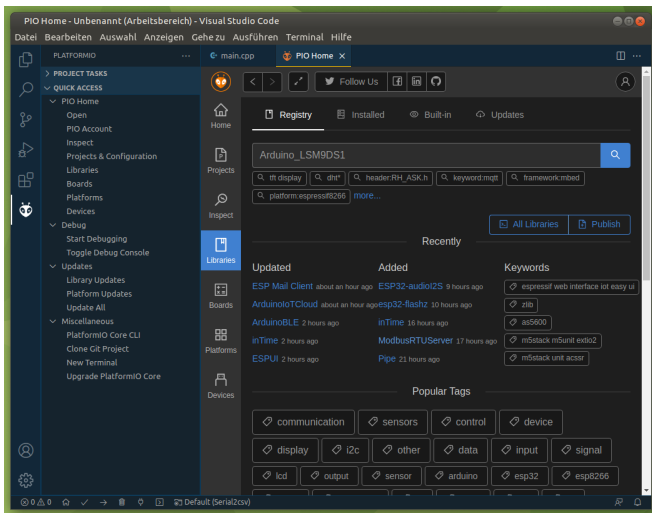 PIO Home - Unbenannt (Arbeitsbereich) - Visual Studio Code
Datei Bearbeiten Auswahl Anzeigen Gehe zu Ausführen Terminal Hilfe
PLATFORMIO
PROJECT TASKS
QUICK ACCESS
PIO Home
Open
PIO Account
Inspect
Projects & Configuration
Libraries
Boards
Platforms
Devices
Debug
Start Debugging
Toggle Debug Console
Updates
Library Updates
Platform Updates
Update All
Miscellaneous
PlatformIO Core CLI
Clone Git Project
New Terminal
Upgrade PlatformIO Core
main.cpp PIO Home
Follow Us
Home
Projects
Inspect
Libraries
Boards
Platforms
Devices
Registry Installed Built-in Updates
Arduino_LSM9DS1
tft display dht* header:RH_ASK.h keyword:mqtt framework:mbed
platform:espressif8266 more...
All Libraries Publish
Recently
Updated Added Keywords
ESP Mail Client about an hour ago ESP32-audioI2S 9 hours ago espressif web interface iot easy ui
ArduinoIoTCloud about an hour ago esp32-flashz 10 hours ago zlib
ArduinoBLE 2 hours ago inTime 16 hours ago as5600
inTime 2 hours ago ModbusRTUServer 17 hours ago m5stack m5unit extio2
ESPUI 2 hours ago Pipe 21 hours ago m5stack unit acssr
Popular Tags
communication sensors control device
display i2c other data input signal
lcd output sensor arduino esp32 esp8266
0 0 Default (Serial2csv)